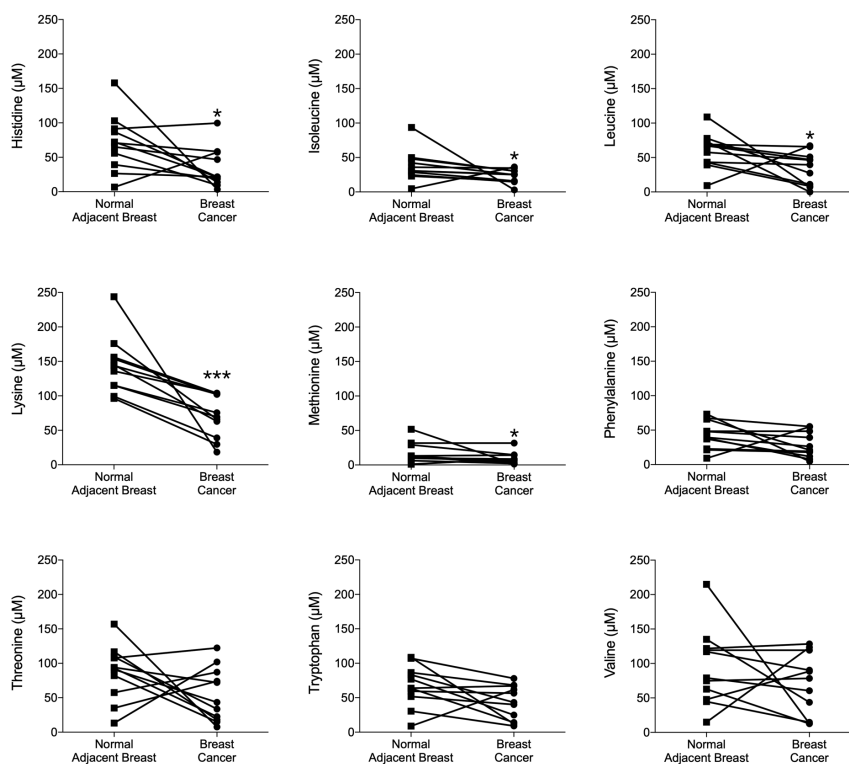 Histidine (μM)
250
200
150
100
50
0
*
Normal
Adjacent Breast
Breast
Cancer
Isoleucine (μM)
250
200
150
100
50
0
*
Normal
Adjacent Breast
Breast
Cancer
Leucine (μM)
250
200
150
100
50
0
*
Normal
Adjacent Breast
Breast
Cancer
Lysine (μM)
250
200
150
100
50
0
***
Normal
Adjacent Breast
Breast
Cancer
Methionine (μM)
250
200
150
100
50
0
*
Normal
Adjacent Breast
Breast
Cancer
Phenylalanine (μM)
250
200
150
100
50
0
Normal
Adjacent Breast
Breast
Cancer
Threonine (μM)
250
200
150
100
50
0
Normal
Adjacent Breast
Breast
Cancer
Tryptophan (μM)
250
200
150
100
50
0
Normal
Adjacent Breast
Breast
Cancer
Valine (μM)
250
200
150
100
50
0
Normal
Adjacent Breast
Breast
Cancer